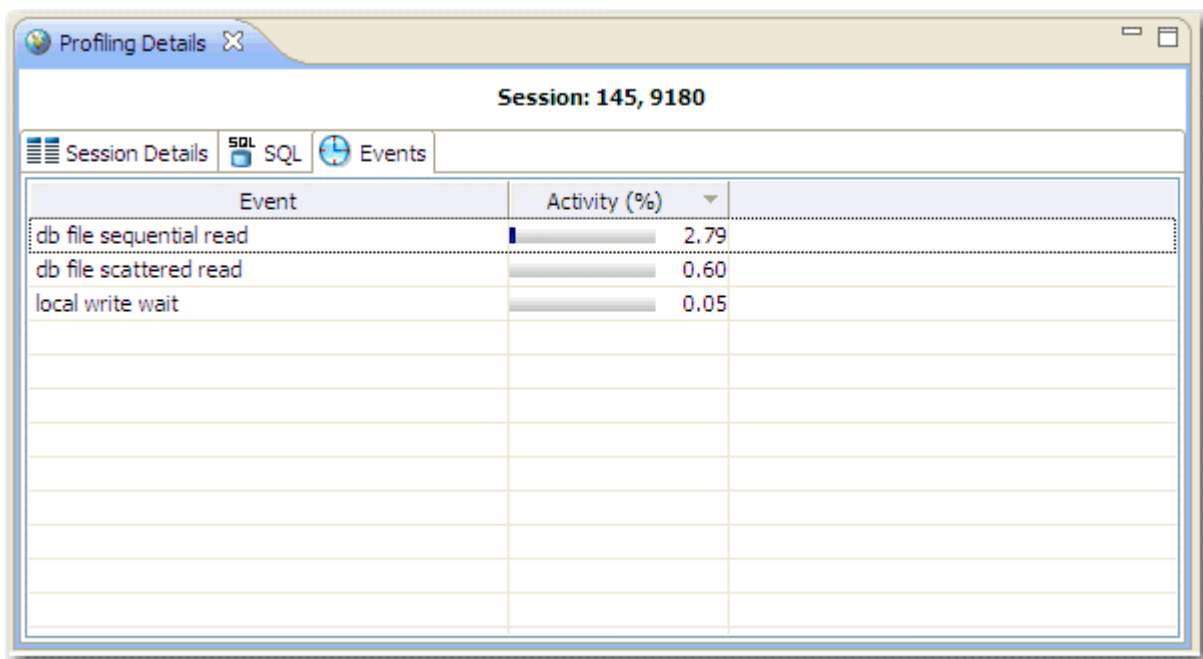 Profiling Details
Session: 145, 9180
Session Details SQL SQL Events
Event Activity (%)
db file sequential read 2.79
db file scattered read 0.60
local write wait 0.05